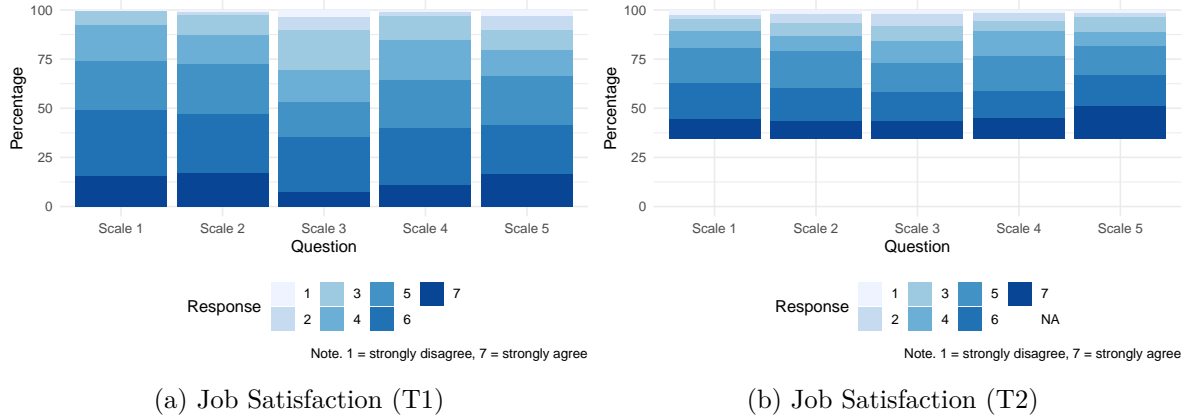 100
75
50
25
0
Percentage
Scale 1 Scale 2 Scale 3 Scale 4 Scale 5
Question
Response 1 3 5 7
2 4 6
Note. 1 = strongly disagree, 7 = strongly agree
(a) Job Satisfaction (T1)
100
75
50
25
0
Percentage
Scale 1 Scale 2 Scale 3 Scale 4 Scale 5
Question
Response 1 3 5 7
2 4 6 NA
Note. 1 = strongly disagree, 7 = strongly agree
(b) Job Satisfaction (T2)